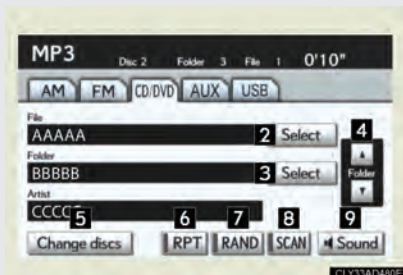 MP3 Disc 2 Folder 3 File 1 0'10"
AM FM CD/DVD AUX USB
File
AAAAA 2 Select 4
Folder
BBBBB 3 Select Folder
Artist
CCCCC
5 6 7 8 9
Change discs RPT RAND SCAN Sound
CLY33AD480E